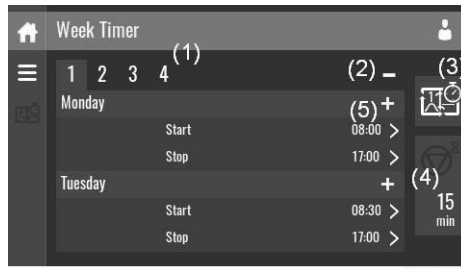 Week Timer
(1)
1 2 3 4 (2) – (3)
Monday (5) +
Start 08:00 >
Stop 17:00 >
Tuesday + (4)
Start 08:30 >
Stop 17:00 >
15
min